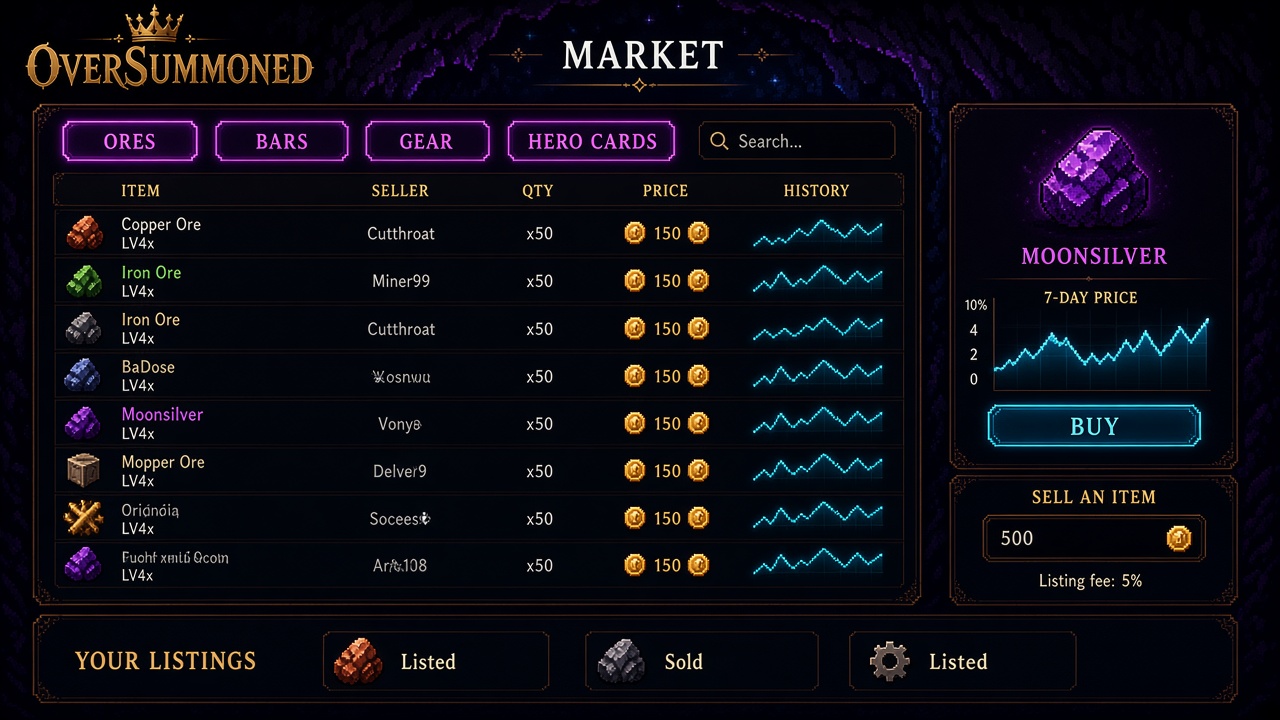 OVERSUMMONED
MARKET
ORES
BARS
GEAR
HERO CARDS
Search...
ITEM SELLER QTY PRICE HISTORY
Copper Ore
LV4x
Cutthroat x50 150
Iron Ore
LV4x
Miner99 x50 150
Iron Ore
LV4x
Cutthroat x50 150
BaDose
LV4x
x50 150
Moonsilver
LV4x
x50 150
Mopper Ore
LV4x
Delver9 x50 150
LV4x
x50 150
LV4x
x50 150
MOONSILVER
7-DAY PRICE
10%
4
2
0
BUY
SELL AN ITEM
500
Listing fee: 5%
YOUR LISTINGS
Listed
Sold
Listed